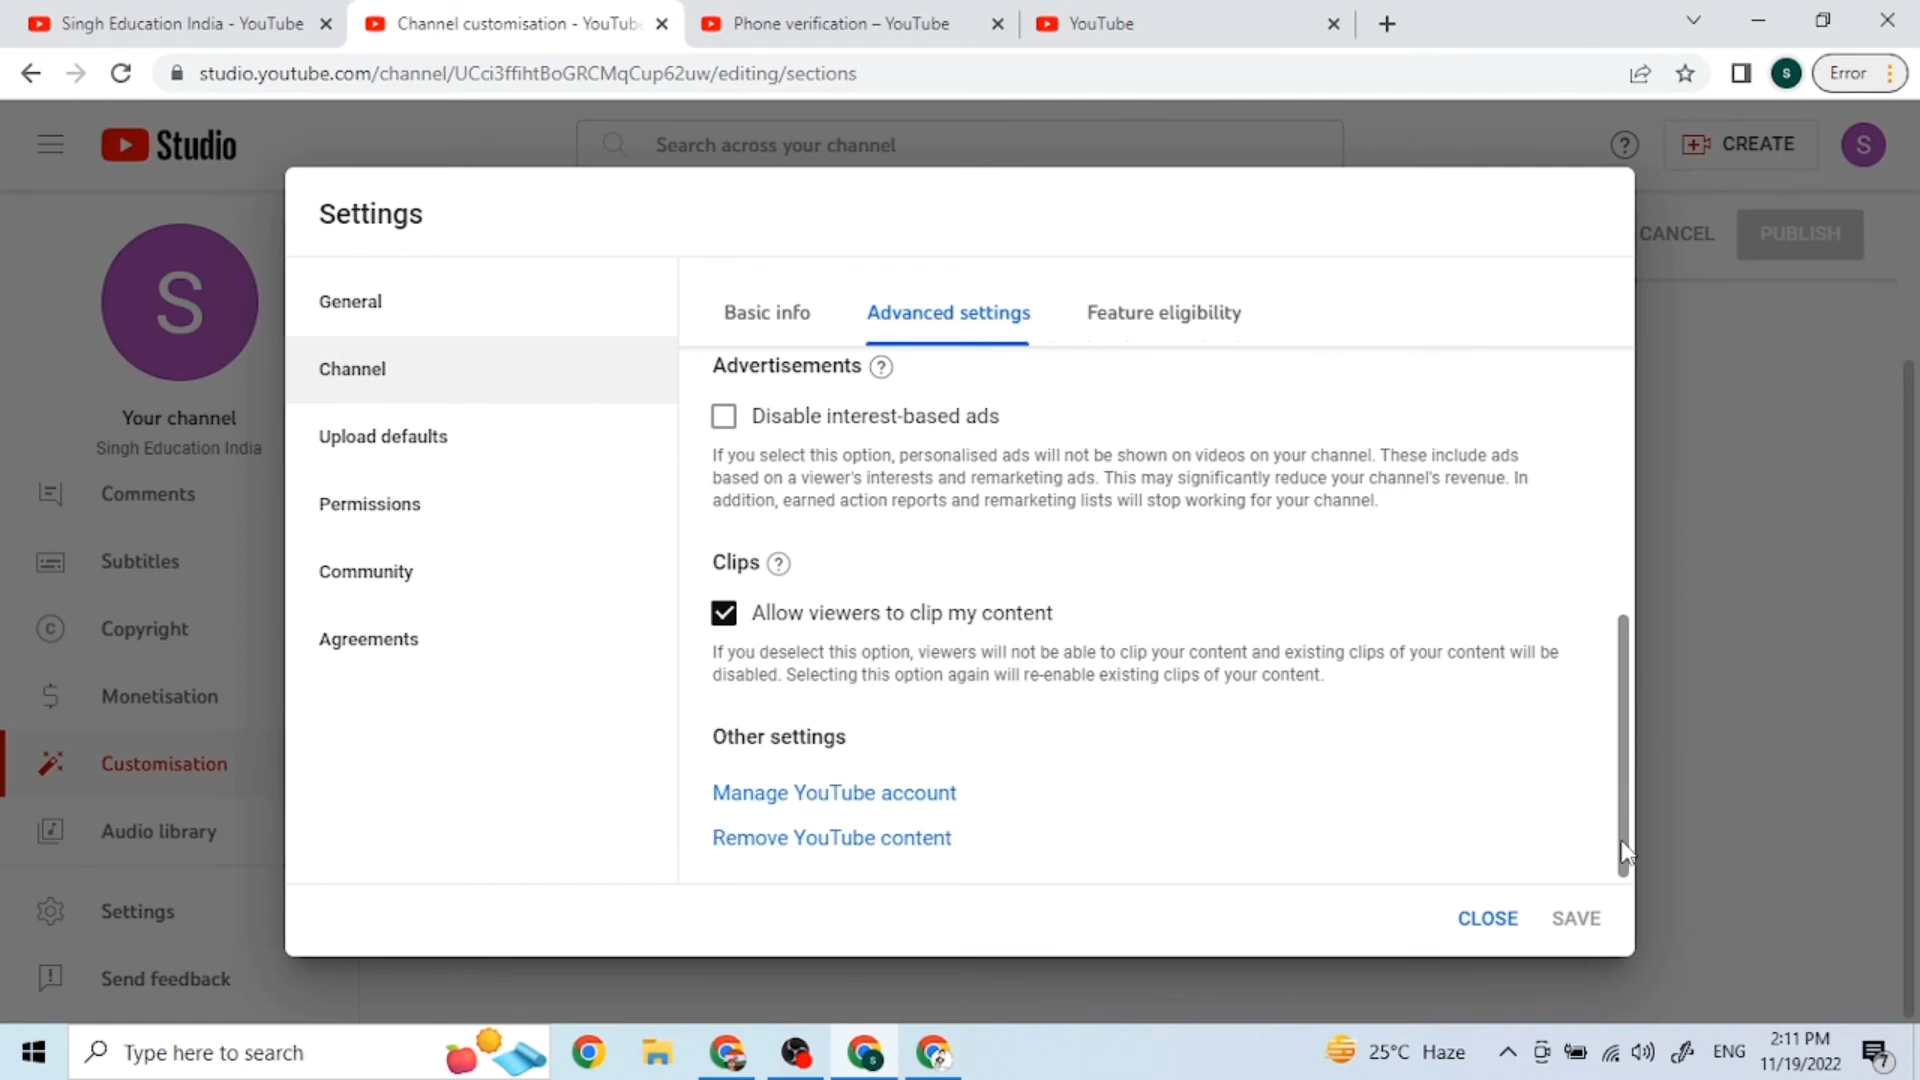 Singh Education India - YouTube
Channel customisation - YouTube
Phone verification – YouTube
YouTube
studio.youtube.com/channel/UCci3ffihtBoGRCMqCup62uw/editing/sections
S
Error
Studio
Search across your channel
CREATE
S
Settings
CANCEL
PUBLISH
S
General
Basic info
Advanced settings
Feature eligibility
Channel
Advertisements ?
Your channel
Disable interest-based ads
Upload defaults
Singh Education India
If you select this option, personalised ads will not be shown on videos on your channel. These include ads
based on a viewer's interests and remarketing ads. This may significantly reduce your channel's revenue. In
addition, earned action reports and remarketing lists will stop working for your channel.
Comments
Permissions
Subtitles
Community
Clips ?
Allow viewers to clip my content
Copyright
Agreements
If you deselect this option, viewers will not be able to clip your content and existing clips of your content will be
disabled. Selecting this option again will re-enable existing clips of your content.
Monetisation
Other settings
Customisation
Manage YouTube account
Audio library
Remove YouTube content
Settings
CLOSE
SAVE
Send feedback
Type here to search
25°C Haze
ENG
2:11 PM
11/19/2022
7